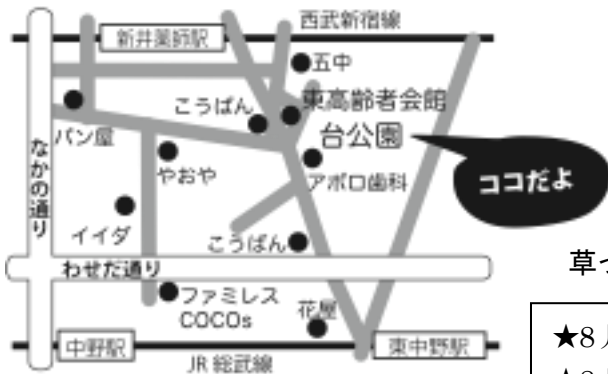 西武新宿線
新井薬師駅
五中
東高齢者会館
こうばん
台公園
パン屋
やおや
アポロ歯科
ココだよ
なかの通り
イイダ
こうばん
わせだ通り
草
ファミレス
COCOs
花屋
★8
中野駅
東中野駅
JR 総武線